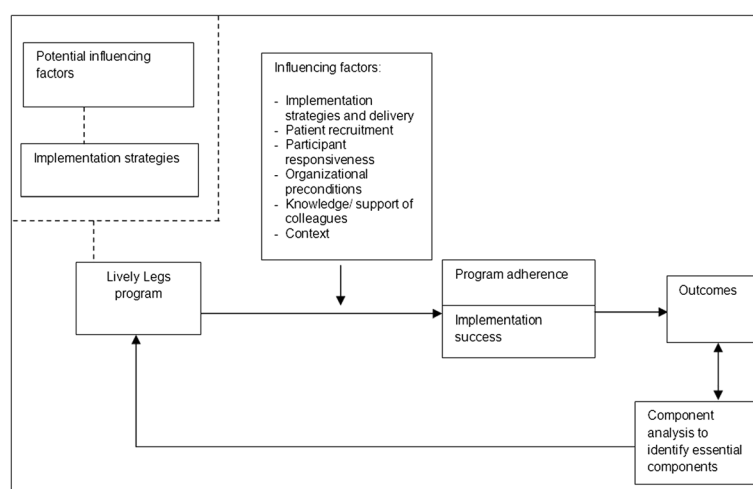 Potential influencing
factors
Implementation strategies
Influencing factors:
- Implementation
strategies and delivery
- Patient recruitment
- Participant
responsiveness
- Organizational
preconditions
- Knowledge/ support of
colleagues
- Context
Lively Legs
program
Program adherence
Implementation
success
Outcomes
Component
analysis to
identify essential
components